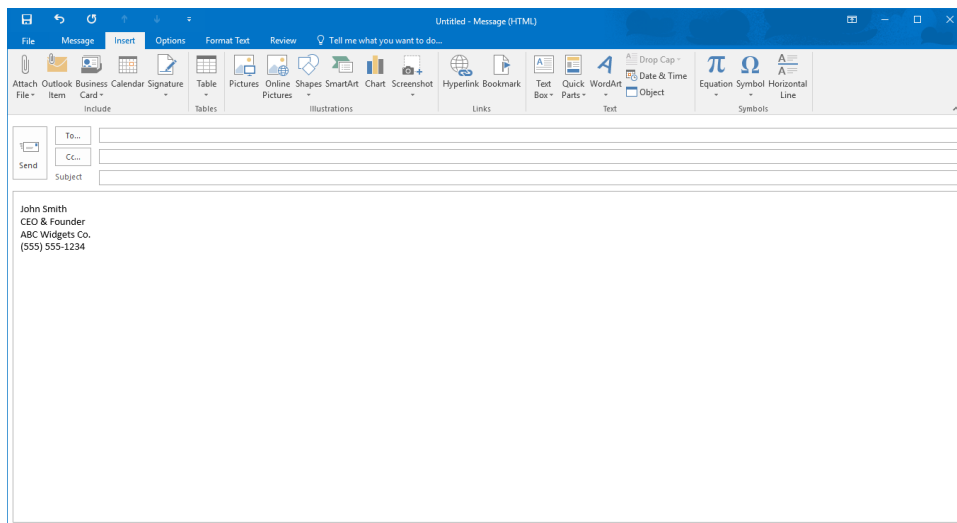 Untitled - Message (HTML)
File Message Insert Options Format Text Review Tell me what you want to do...
Attach File Outlook Item Business Card Calendar Signature Table Pictures Online Pictures Shapes SmartArt Chart Screenshot Hyperlink Bookmark Text Box Quick Parts WordArt Drop Cap Date & Time Object Equation Symbol Horizontal Line
Include Tables Illustrations Links Text Symbols
Send
To...
Cc...
Subject
John Smith
CEO & Founder
ABC Widgets Co.
(555) 555-1234